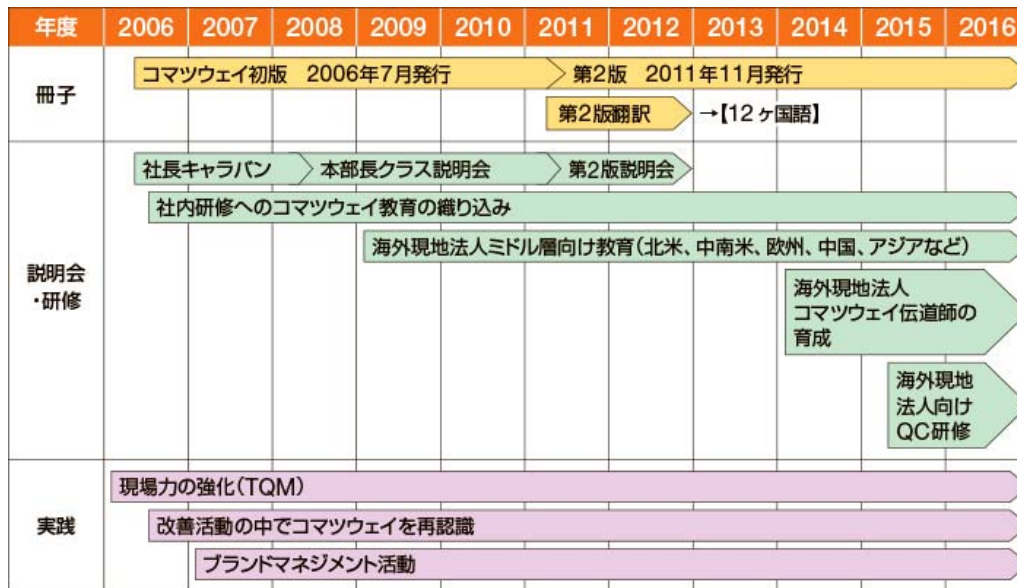 年度 2006 2007 2008 2009 2010 2011 2012 2013 2014 2015 2016
冊子
コマツウェイ初版 2006年7月発行
第2版 2011年11月発行
第2版翻訳
→【12ヶ国語】
説明会
・研修
社長キャラバン
本部長クラス説明会
第2版説明会
社内研修へのコマツウェイ教育の織り込み
海外現地法人ミドル層向け教育(北米、中南米、欧州、中国、アジアなど)
海外現地法人
コマツウェイ伝道師の
育成
海外現地
法人向け
QC研修
実践
現場力の強化(TQM)
改善活動の中でコマツウェイを再認識
ブランドマネジメント活動